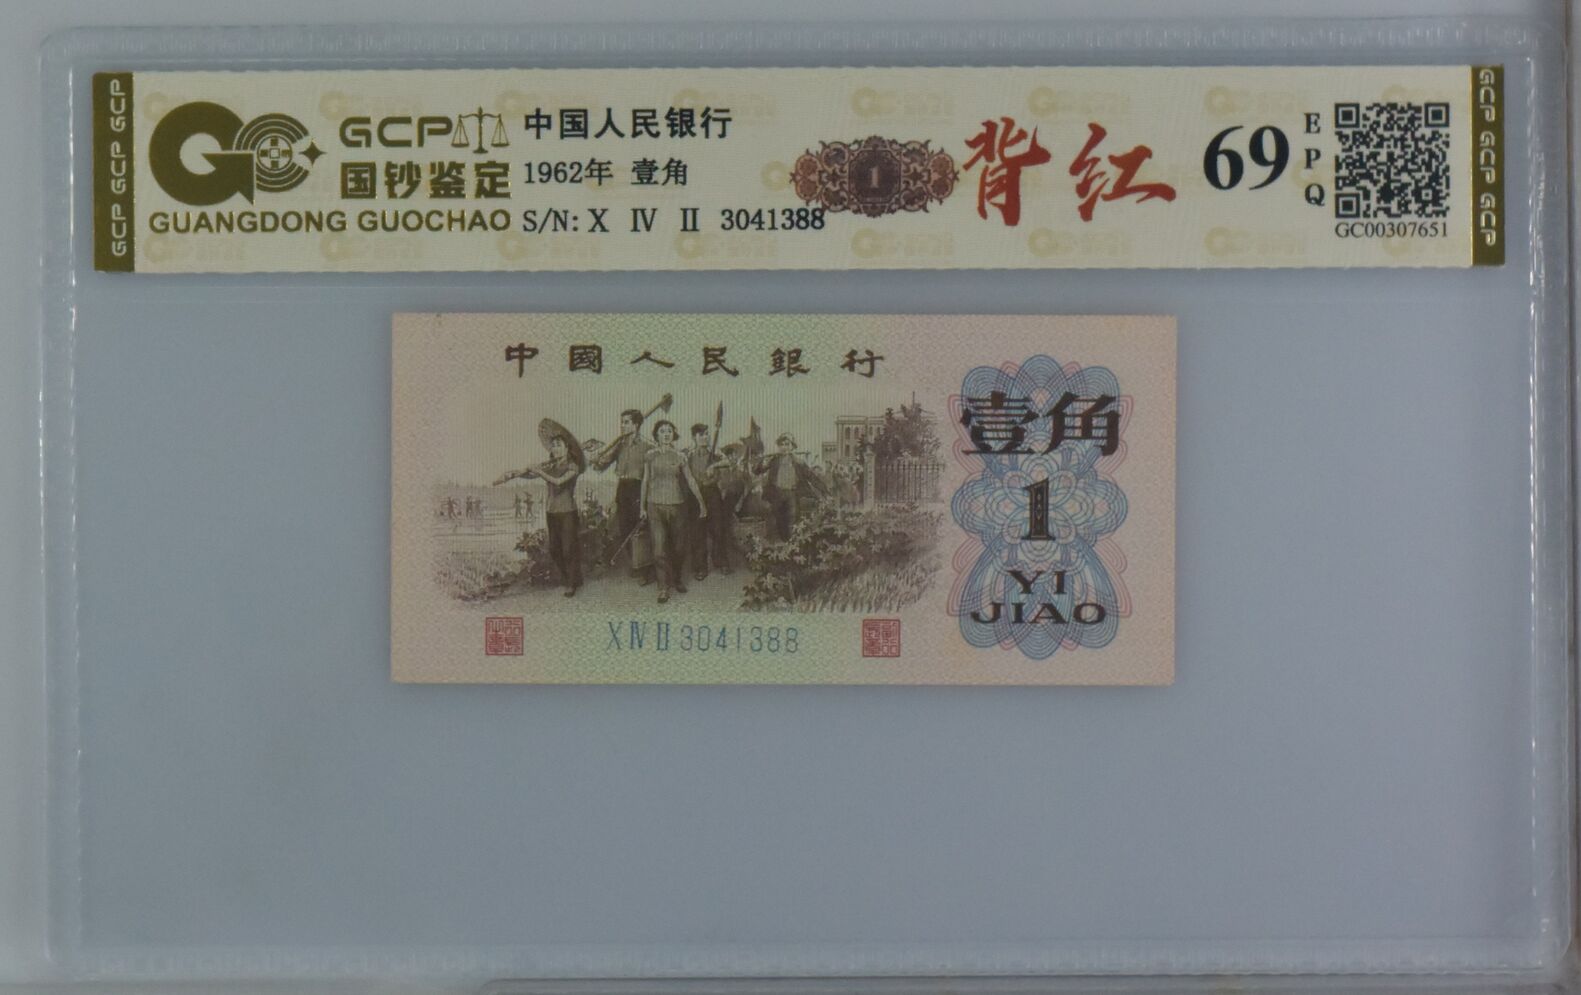 GCP GCP GCP
GCP
国钞鉴定
GUANGDONG GUOCHAO
中国人民银行
1962年 壹角
S/N: X Ⅳ Ⅱ 3041388
1
背红
69
EPQ
GC00307651
GCP GCP GCP
中國人民銀行
壹角
1
YI
JIAO
X Ⅳ Ⅱ 3041388